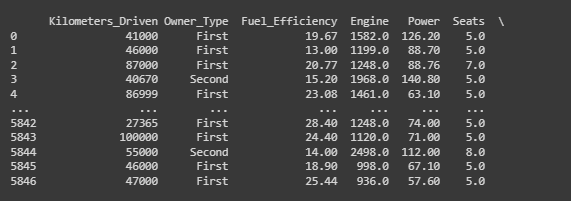 Kilometers_Driven Owner_Type Fuel_Efficiency Engine Power Seats \
0 41000 First 19.67 1582.0 126.20 5.0
1 46000 First 13.00 1199.0 88.70 5.0
2 87000 First 20.77 1248.0 88.76 7.0
3 40670 Second 15.20 1968.0 140.80 5.0
4 86999 First 23.08 1461.0 63.10 5.0
... ... ... ... ... ... ...
5842 27365 First 28.40 1248.0 74.00 5.0
5843 100000 First 24.40 1120.0 71.00 5.0
5844 55000 Second 14.00 2498.0 112.00 8.0
5845 46000 First 18.90 998.0 67.10 5.0
5846 47000 First 25.44 936.0 57.60 5.0